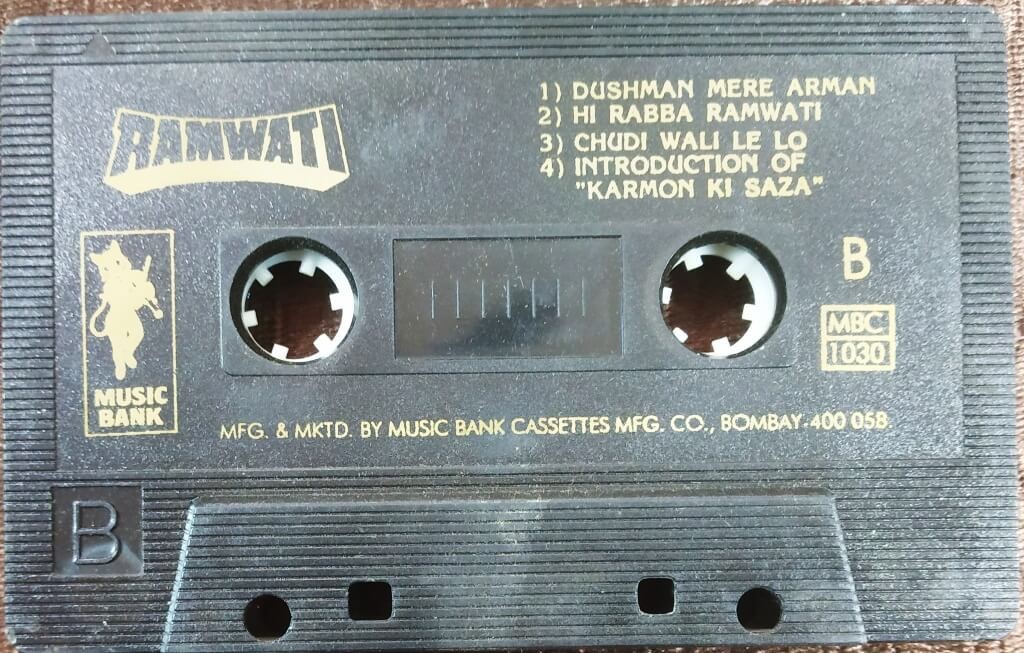 RAMWATI
1) DUSHMAN MERE ARMAN
2) HI RABBA RAMWATI
3) CHUDI WALI LE LO
4) INTRODUCTION OF
"KARMON KI SAZA"
B
MBC
1030
MUSIC
BANK
MFG. & MKTD. BY MUSIC BANK CASSETTES MFG. CO., BOMBAY-400 058.
B